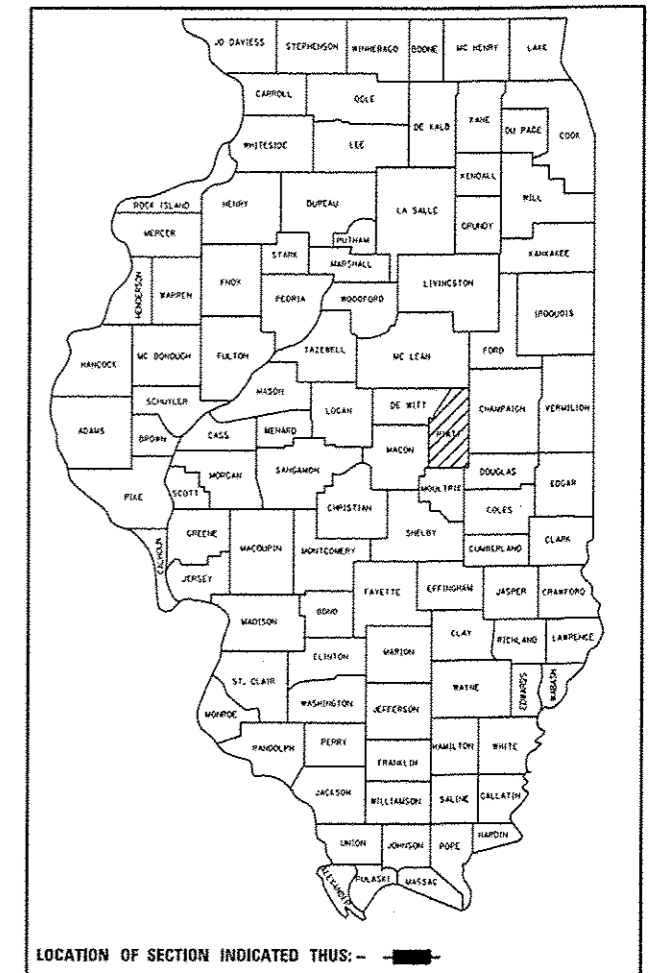 JO DAVIESS STEPHENSON WINNEBAGO BOONE MC HENRY LAKE
CARROLL OGLE DE KALB KANE DU PAGE COOK
WHITESIDE LEE KENDALL WILL
ROCK ISLAND HENRY BUREAU LA SALLE GRUNDY
MERCER PUTNAM KANKAKEE
STARK MARSHALL
HENDERSON WARREN KNOX PEORIA WOODFORD LIVINGSTON IROQUOIS
HANCOCK MC DONOUGH FULTON TAZEWELL MC LEAN FORD
SCHUYLER MASON LOGAN DE WITT CHAMPAIGN VERMILION
ADAMS BROWN CASS MENARD MACON PIATT
PIKE SCOTT MORGAN SANGAMON CHRISTIAN MOULTRIE DOUGLAS EDGAR
COLES
CALHOUN GREENE MACOUPIN MONTGOMERY SHELBY CUMBERLAND CLARK
JERSEY FAYETTE EFFINGHAM JASPER CRAWFORD
MADISON BOND CLAY RICHLAND LAWRENCE
ST. CLAIR CLINTON MARION WAYNE EDWARDS WABASH
MONROE WASHINGTON JEFFERSON
RANDOLPH PERRY FRANKLIN HAMILTON WHITE
JACKSON WILLIAMSON SALINE GALLATIN
UNION JOHNSON POPE HARDIN
ALEXANDER PULASKI MASSAC
LOCATION OF SECTION INDICATED THUS: -